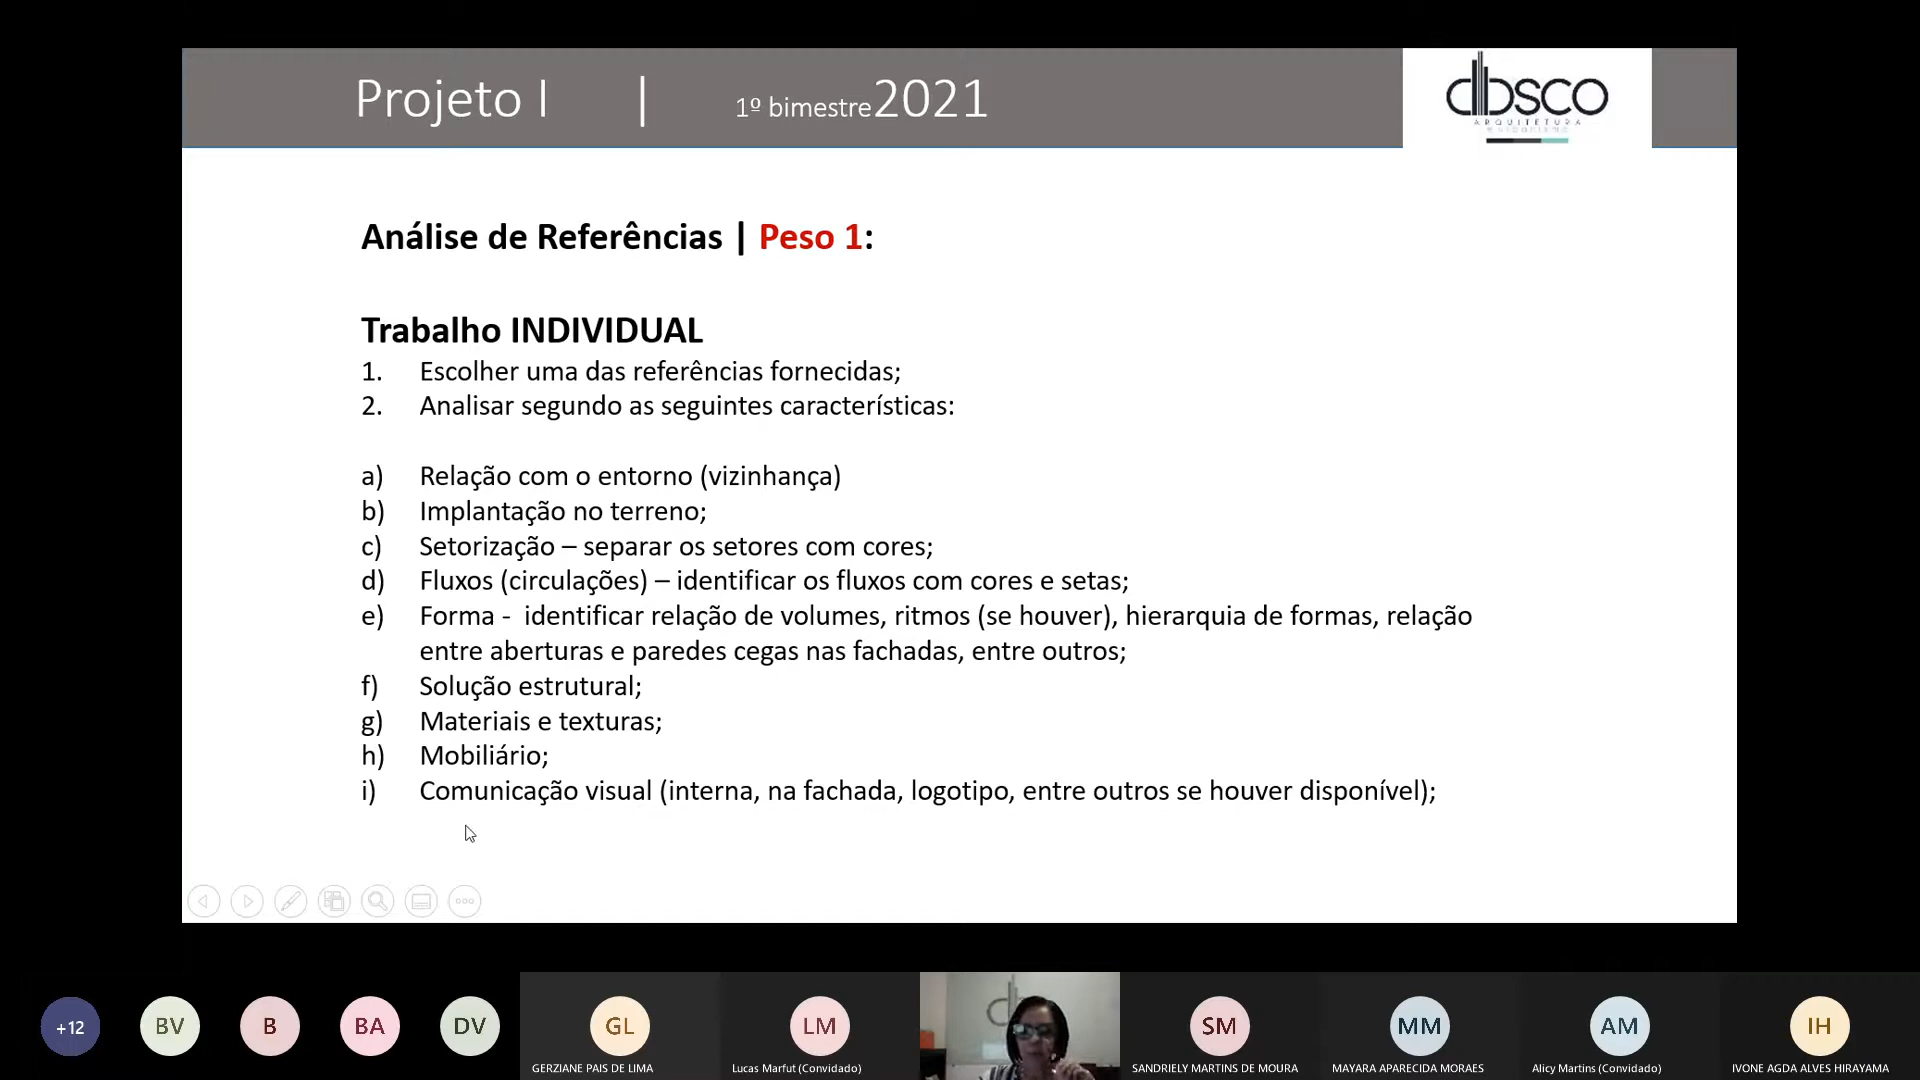 Projeto I | 1º bimestre 2021
dbsco
ARQUITETURA
Análise de Referências | Peso 1:
Trabalho INDIVIDUAL
1. Escolher uma das referências fornecidas;
2. Analisar segundo as seguintes características:
a) Relação com o entorno (vizinhança)
b) Implantação no terreno;
c) Setorização – separar os setores com cores;
d) Fluxos (circulações) – identificar os fluxos com cores e setas;
e) Forma - identificar relação de volumes, ritmos (se houver), hierarquia de formas, relação
entre aberturas e paredes cegas nas fachadas, entre outros;
f) Solução estrutural;
g) Materiais e texturas;
h) Mobiliário;
i) Comunicação visual (interna, na fachada, logotipo, entre outros se houver disponível);
+12 BV B BA DV GL LM SM MM AM IH
GERZIANE PAIS DE LIMA Lucas Marfut (Convidado) SANDRIELY MARTINS DE MOURA MAYARA APARECIDA MORAES Alicy Martins (Convidado) IVONE AGDA ALVES HIRAYAMA